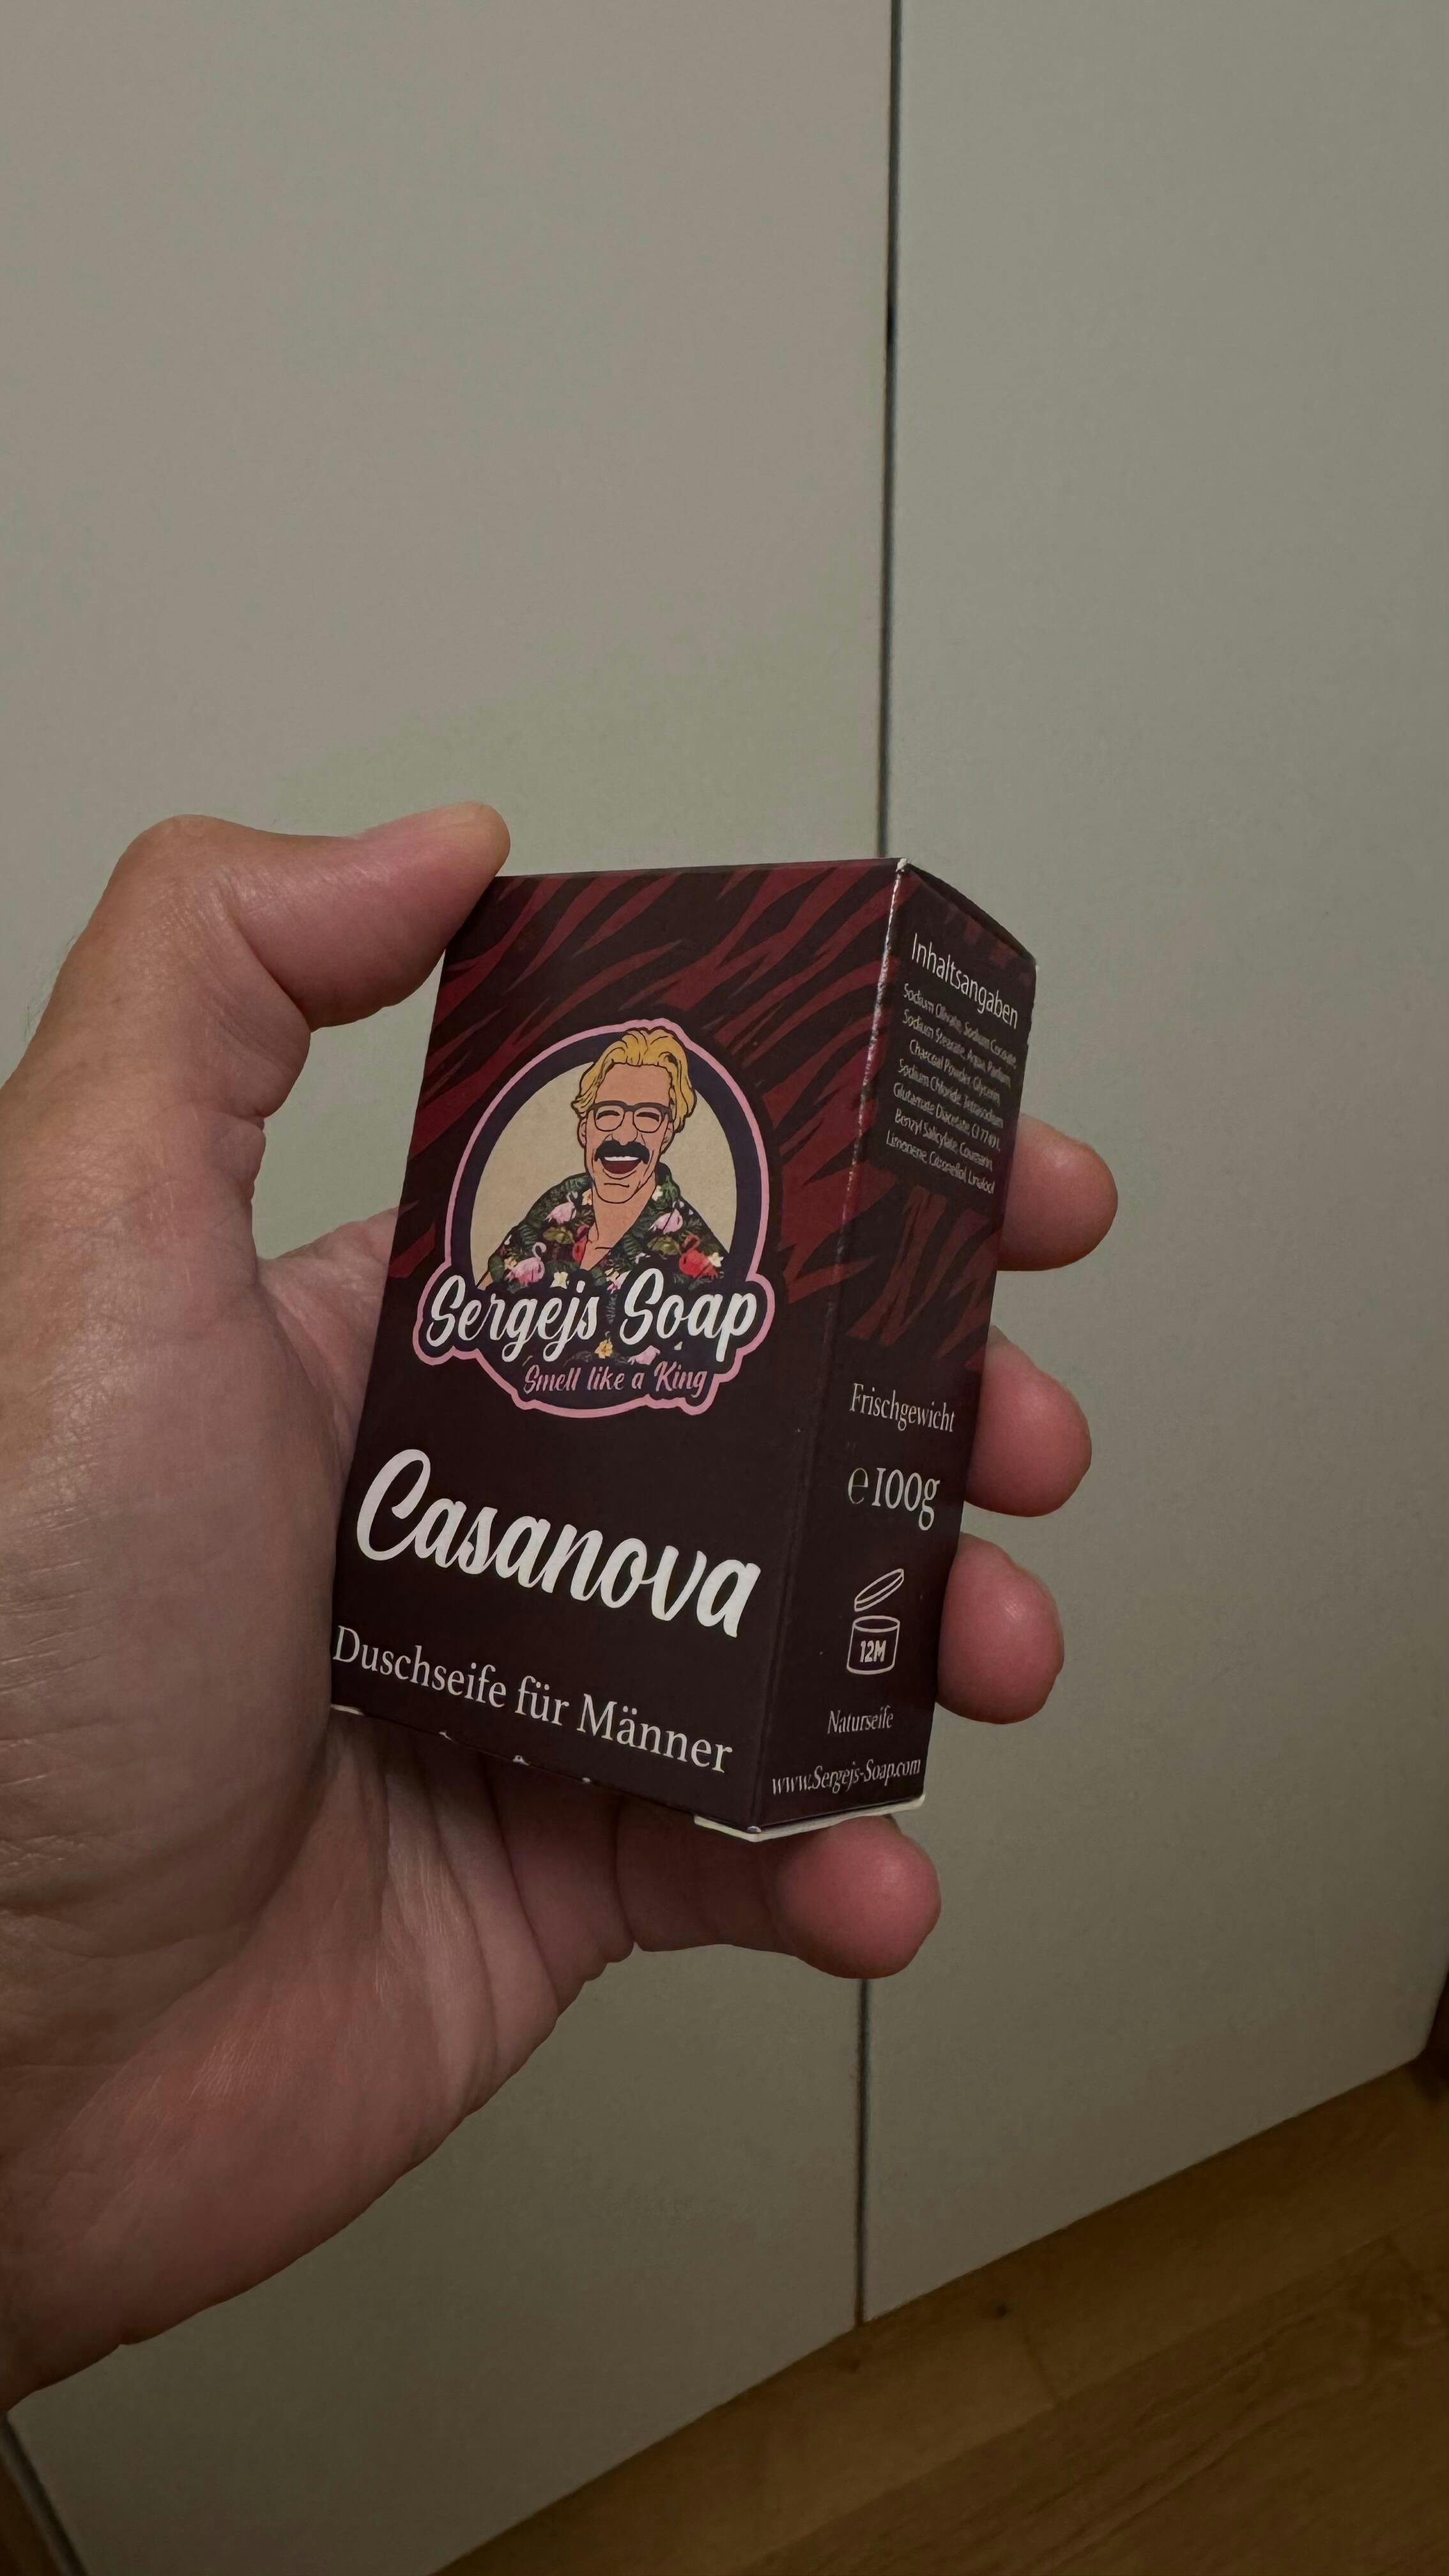 Sergejs Soap
Smell like a King
Casanova
Duschseife für Männer
Inhaltsangaben
Sodium Olivate, Sodium Cocoate,
Sodium Stearate, Aqua, Parfum,
Charcoal Powder, Glycerin,
Sodium Chloride, Tetrasodium
Glutamate Diacetate, CI 77491,
Benzyl Salicylate, Coumarin,
Limonene, Citronellol, Linalool
Frischgewicht
e100g
12M
Naturseife
www.Sergejs-Soap.com